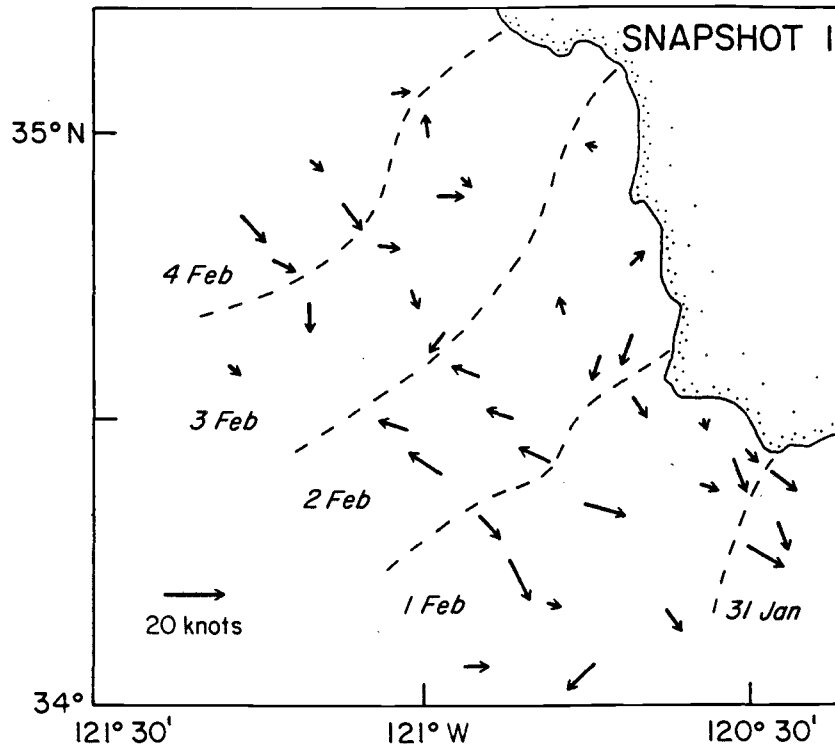 SNAPSHOT I
35°N
4 Feb
3 Feb
2 Feb
1 Feb
31 Jan
20 knots
34°
121° 30'
121° W
120° 30'